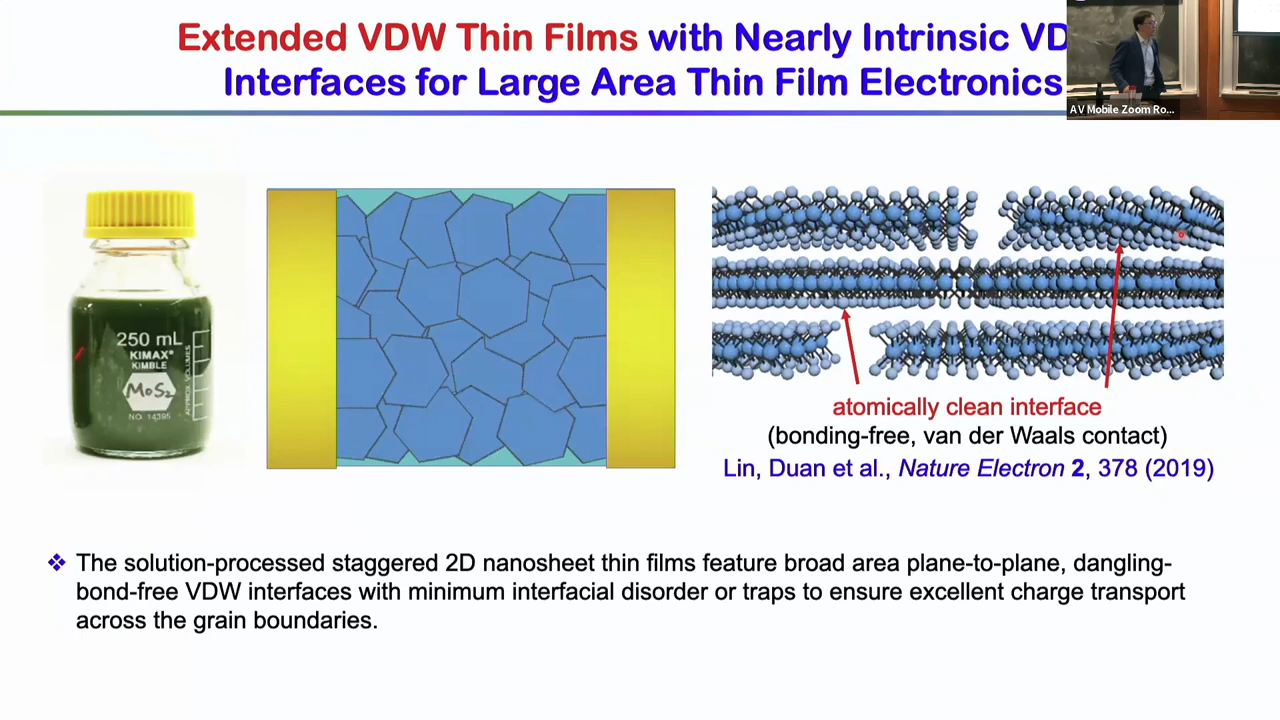 Extended VDW Thin Films with Nearly Intrinsic VD
Interfaces for Large Area Thin Film Electronics
AV Mobile Zoom Ro...
250 mL
KIMAX®
KIMBLE
MoS₂
NO. 14395
APPROX. VOLUMES
atomically clean interface
(bonding-free, van der Waals contact)
Lin, Duan et al., Nature Electron 2, 378 (2019)
❖ The solution-processed staggered 2D nanosheet thin films feature broad area plane-to-plane, dangling-
bond-free VDW interfaces with minimum interfacial disorder or traps to ensure excellent charge transport
across the grain boundaries.